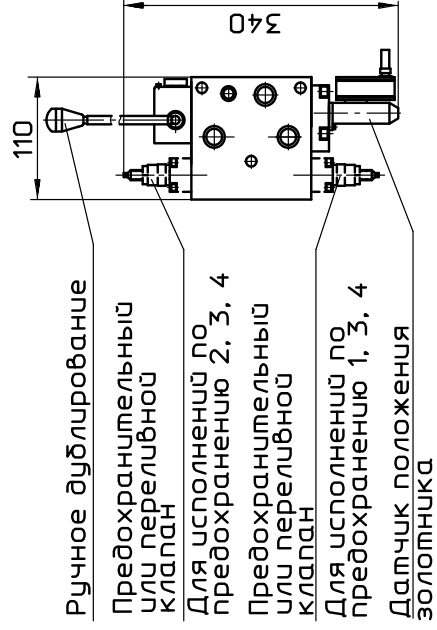 340
110
Ручное дублирование
Предохранительный
или переливной
клапан
Для исполнений по
предохранению 2, 3, 4
Предохранительный
или переливной
клапан
Для исполнений по
предохранению 1, 3, 4
Датчик положения
золотника